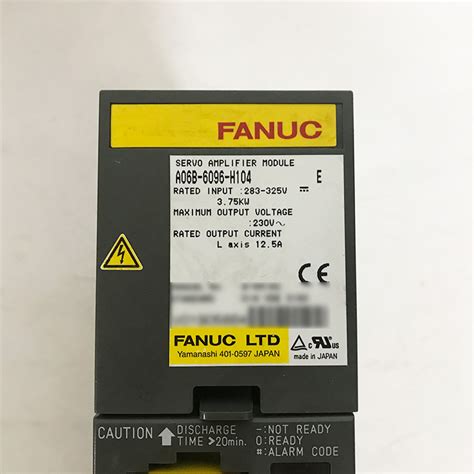 FANUC
SERVO AMPLIFIER MODULE
A06B-6096-H104 E
RATED INPUT :283-325V ⎓
3.75KW
MAXIMUM OUTPUT VOLTAGE
:230V~
RATED OUTPUT CURRENT
L axis 12.5A
CE
FANUC LTD
Yamanashi 401-0597 JAPAN
made in JAPAN
CAUTION DISCHARGE
TIME >20min.
-:NOT READY
0:READY
#:ALARM CODE